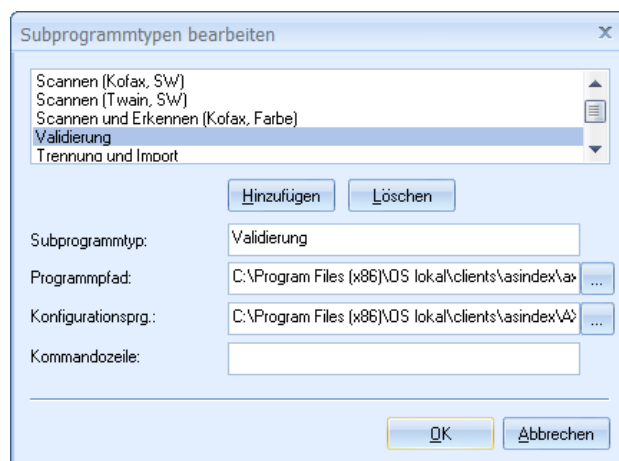 Subprogrammtypen bearbeiten
Scannen (Kofax, SW)
Scannen (Twain, SW)
Scannen und Erkennen (Kofax, Farbe)
Validierung
Trennung und Import
Hinzufügen Löschen
Subprogrammtyp: Validierung
Programmpfad: C:\Program Files (x86)\OS lokal\clients\asindex\ax ...
Konfigurationsprg.: C:\Program Files (x86)\OS lokal\clients\asindex\AX ...
Kommandozeile:
OK Abbrechen